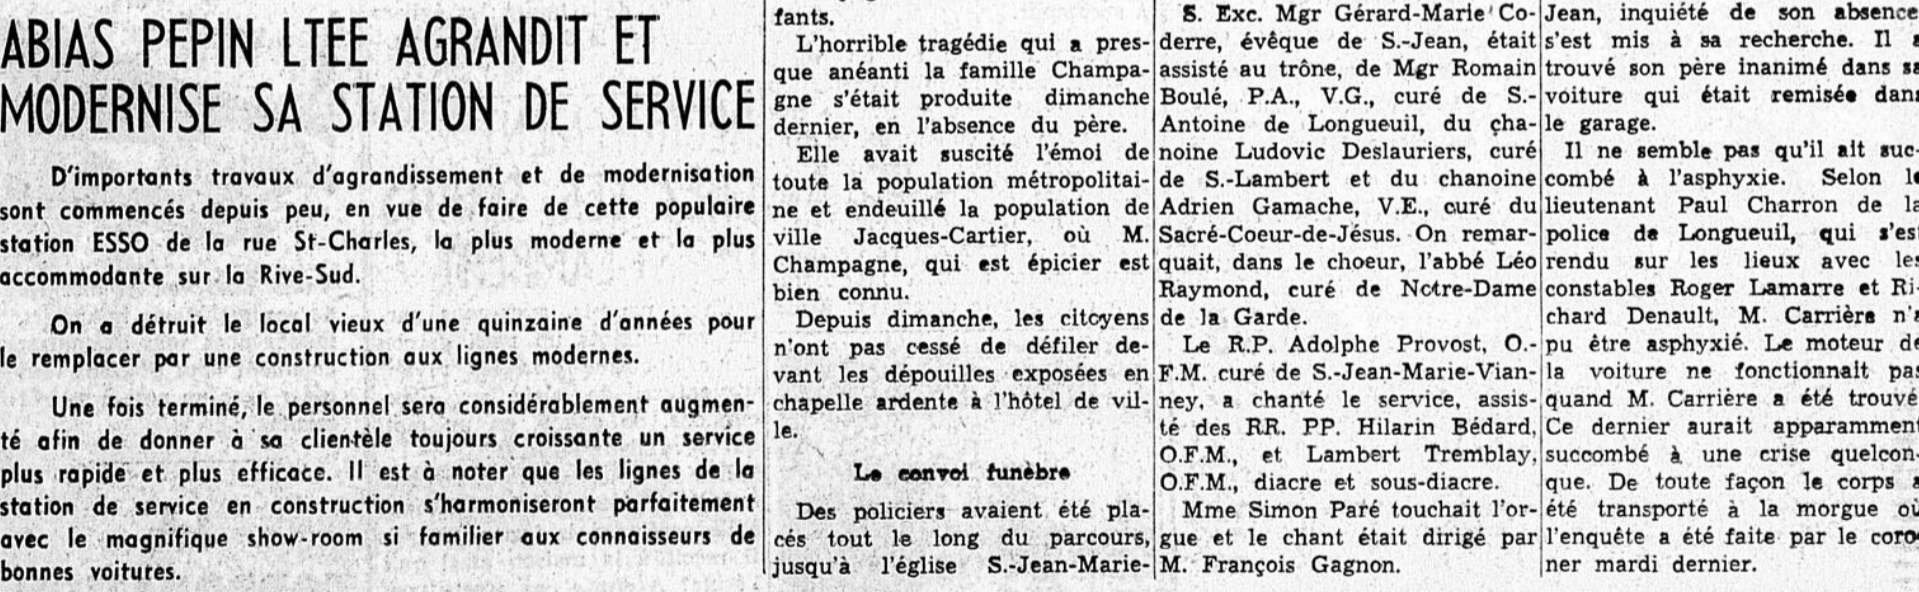 ABIAS PEPIN LTEE AGRANDIT ET
MODERNISE SA STATION DE SERVICE
D'importants travaux d'agrandissement et de modernisation
sont commencés depuis peu, en vue de faire de cette populaire
station ESSO de la rue St-Charles, la plus moderne et la plus
accommodante sur la Rive-Sud.
On a détruit le local vieux d'une quinzaine d'années pour
le remplacer par une construction aux lignes modernes.
Une fois terminé, le personnel sera considérablement augmen-
té afin de donner à sa clientèle toujours croissante un service
plus rapide et plus efficace. Il est à noter que les lignes de la
station de service en construction s'harmoniseront parfaitement
avec le magnifique show-room si familier aux connaisseurs de
bonnes voitures.
fants.
L'horrible tragédie qui a pres-
que anéanti la famille Champa-
gne s'était produite dimanche
dernier, en l'absence du père.
Elle avait suscité l'émoi de
toute la population métropolitai-
ne et endeuillé la population de
ville Jacques-Cartier, où M.
Champagne, qui est épicier est
bien connu.
Depuis dimanche, les citoyens
n'ont pas cessé de défiler de-
vant les dépouilles exposées en
chapelle ardente à l'hôtel de vil-
le.
Le convoi funèbre
Des policiers avaient été pla-
cés tout le long du parcours,
jusqu'à l'église S.-Jean-Marie-
S. Exc. Mgr Gérard-Marie Co-
derre, évêque de S.-Jean, était
assisté au trône, de Mgr Romain
Boulé, P.A., V.G., curé de S.-
Antoine de Longueuil, du cha-
noine Ludovic Deslauriers, curé
de S.-Lambert et du chanoine
Adrien Gamache, V.E., curé du
Sacré-Coeur-de-Jésus. On remar-
quait, dans le choeur, l'abbé Léo
Raymond, curé de Notre-Dame
de la Garde.
Le R.P. Adolphe Provost, O.-
F.M. curé de S.-Jean-Marie-Vian-
ney, a chanté le service, assis-
té des RR. PP. Hilarin Bédard,
O.F.M., et Lambert Tremblay,
O.F.M., diacre et sous-diacre.
Mme Simon Paré touchait l'or-
gue et le chant était dirigé par
M. François Gagnon.
Jean, inquiété de son absence
s'est mis à sa recherche. Il a
trouvé son père inanimé dans sa
voiture qui était remisée dans
le garage.
Il ne semble pas qu'il ait suc-
combé à l'asphyxie. Selon le
lieutenant Paul Charron de la
police de Longueuil, qui s'est
rendu sur les lieux avec les
constables Roger Lamarre et Ri-
chard Denault, M. Carrière n'a
pu être asphyxié. Le moteur de
la voiture ne fonctionnait pas
quand M. Carrière a été trouvé
Ce dernier aurait apparamment
succombé à une crise quelcon-
que. De toute façon le corps a
été transporté à la morgue où
l'enquête a été faite par le coro-
ner mardi dernier.